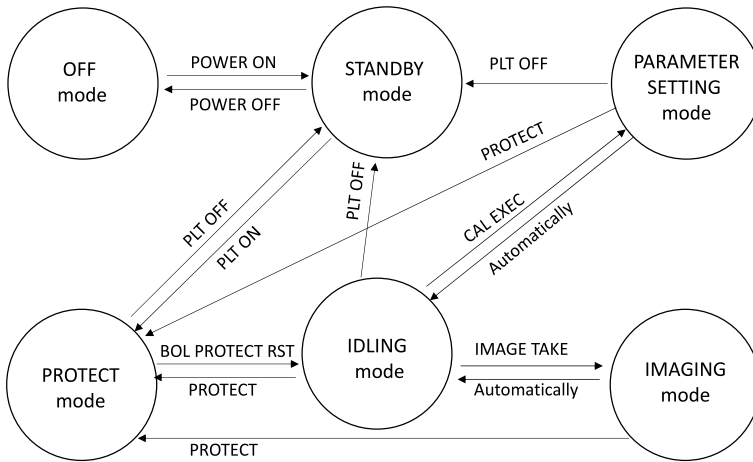 OFF
mode
POWER ON
POWER OFF
STANDBY
mode
PLT OFF
PARAMETER
SETTING
mode
PROTECT
PLT OFF
PLT ON
PLT OFF
CAL EXEC
Automatically
PROTECT
mode
BOL PROTECT RST
PROTECT
IDLING
mode
IMAGE TAKE
Automatically
IMAGING
mode
PROTECT